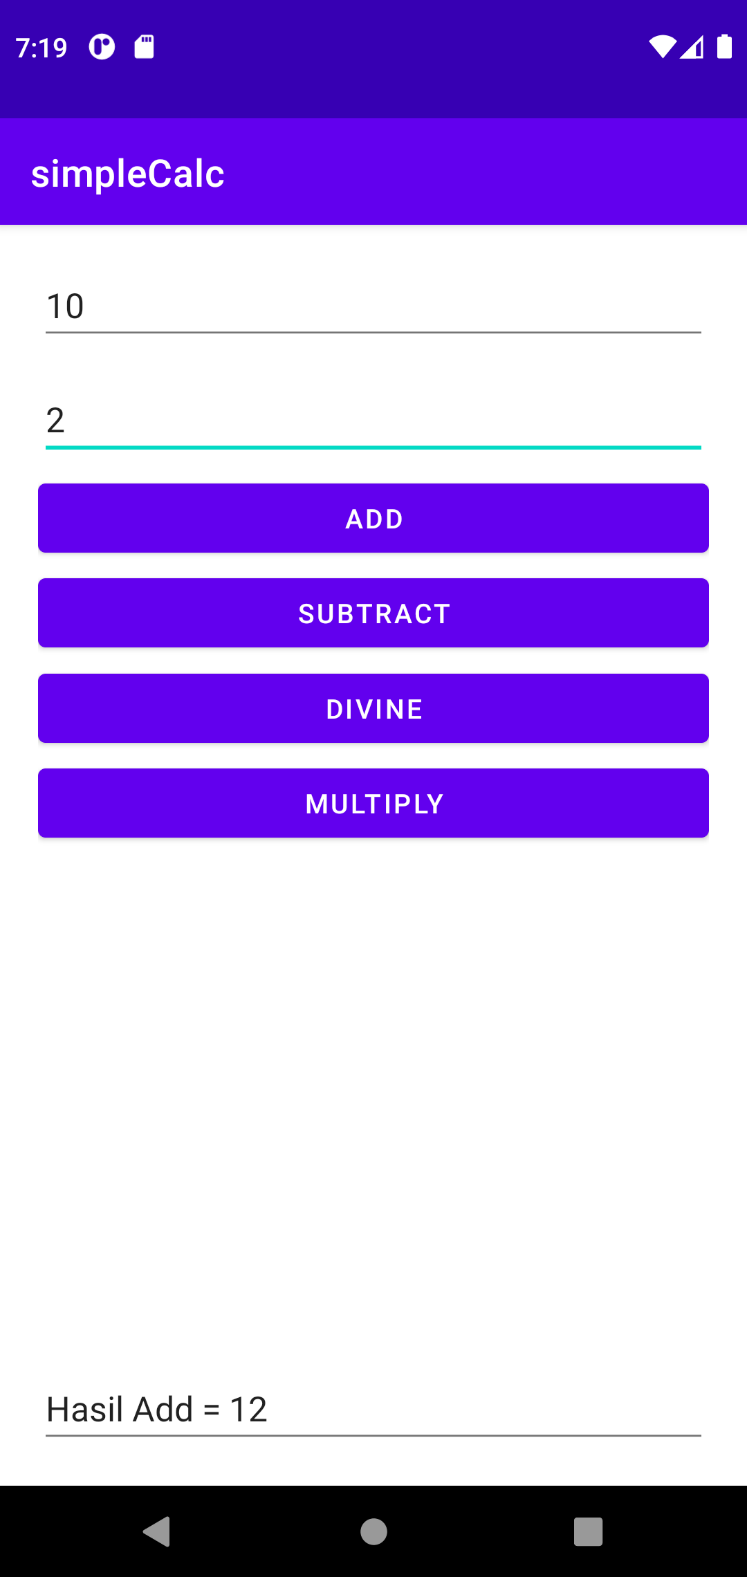 7:19
simpleCalc
10
2
ADD
SUBTRACT
DIVINE
MULTIPLY
Hasil Add = 12